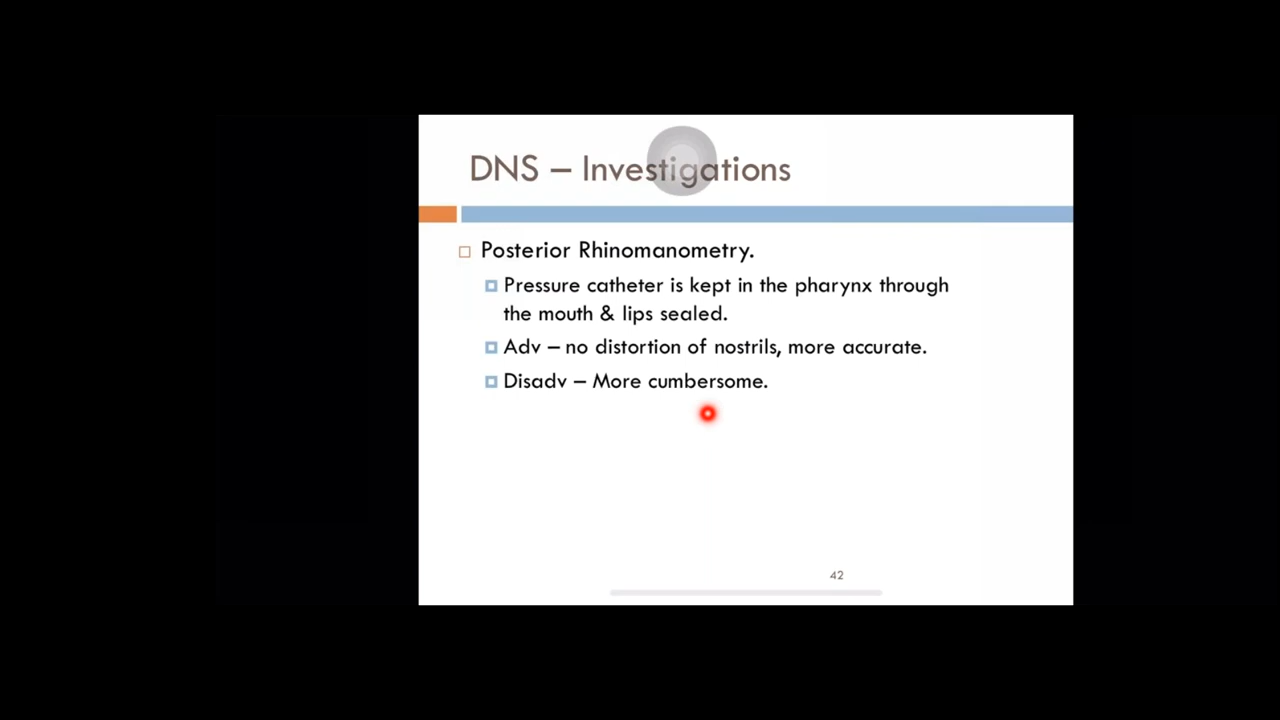 DNS – Investigations
Posterior Rhinomanometry.
Pressure catheter is kept in the pharynx through
the mouth & lips sealed.
Adv – no distortion of nostrils, more accurate.
Disadv – More cumbersome.
42